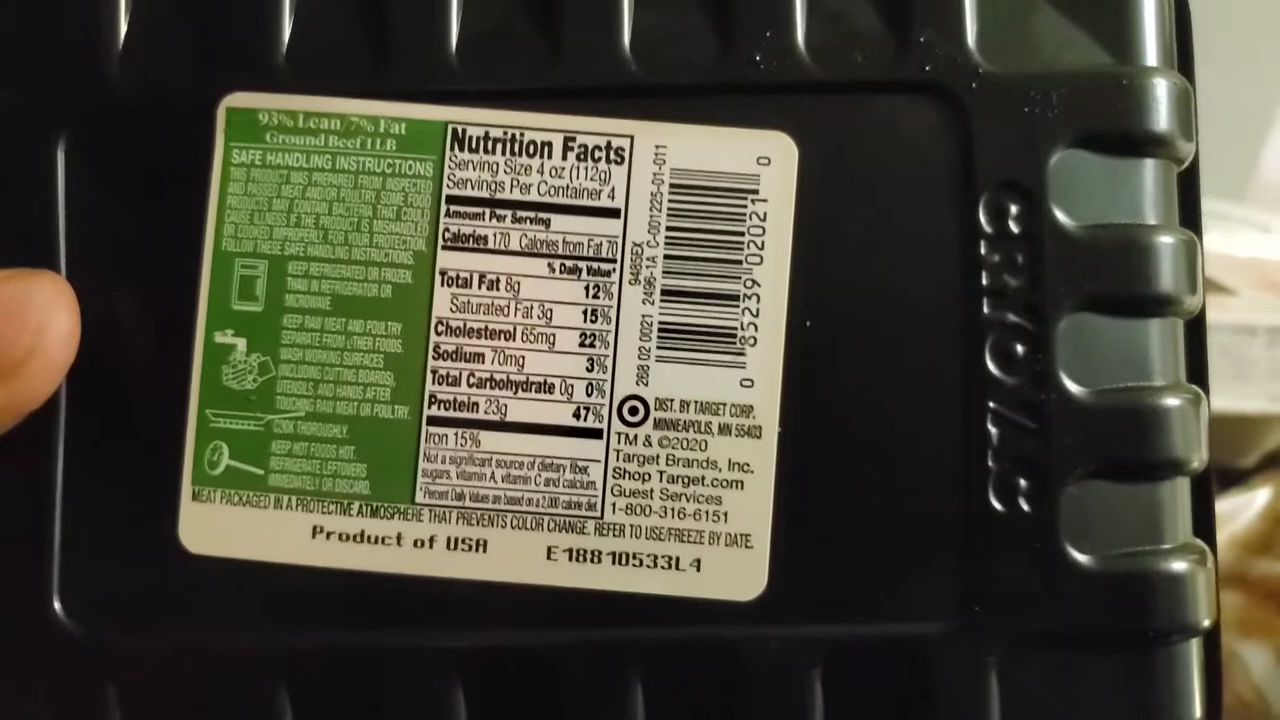 93% Lean/7% Fat
Ground Beef 1 LB
SAFE HANDLING INSTRUCTIONS
THIS PRODUCT WAS PREPARED FROM INSPECTED
AND PASSED MEAT AND/OR POULTRY. SOME FOOD
PRODUCTS MAY CONTAIN BACTERIA THAT COULD
CAUSE ILLNESS IF THE PRODUCT IS MISHANDLED
OR COOKED IMPROPERLY. FOR YOUR PROTECTION,
FOLLOW THESE SAFE HANDLING INSTRUCTIONS.
KEEP REFRIGERATED OR FROZEN.
THAW IN REFRIGERATOR OR
MICROWAVE.
KEEP RAW MEAT AND POULTRY
SEPARATE FROM OTHER FOODS.
WASH WORKING SURFACES
(INCLUDING CUTTING BOARDS),
UTENSILS, AND HANDS AFTER
TOUCHING RAW MEAT OR POULTRY.
COOK THOROUGHLY.
KEEP HOT FOODS HOT.
REFRIGERATE LEFTOVERS
IMMEDIATELY OR DISCARD.
Nutrition Facts
Serving Size 4 oz (112g)
Servings Per Container 4
Amount Per Serving
Calories 170 Calories from Fat 70
% Daily Value*
Total Fat 8g 12%
Saturated Fat 3g 15%
Cholesterol 65mg 22%
Sodium 70mg 3%
Total Carbohydrate 0g 0%
Protein 23g 47%
Iron 15%
Not a significant source of dietary fiber,
sugars, vitamin A, vitamin C and calcium.
*Percent Daily Values are based on a 2,000 calorie diet.
9485EX
268 02 0021 2496-1A C-001225-01-011
0 85239 02021 0
DIST. BY TARGET CORP.
MINNEAPOLIS, MN 55403
TM & ©2020
Target Brands, Inc.
Shop Target.com
Guest Services
1-800-316-6151
MEAT PACKAGED IN A PROTECTIVE ATMOSPHERE THAT PREVENTS COLOR CHANGE. REFER TO USE/FREEZE BY DATE.
Product of USA E18810533L4
CRYOVAC